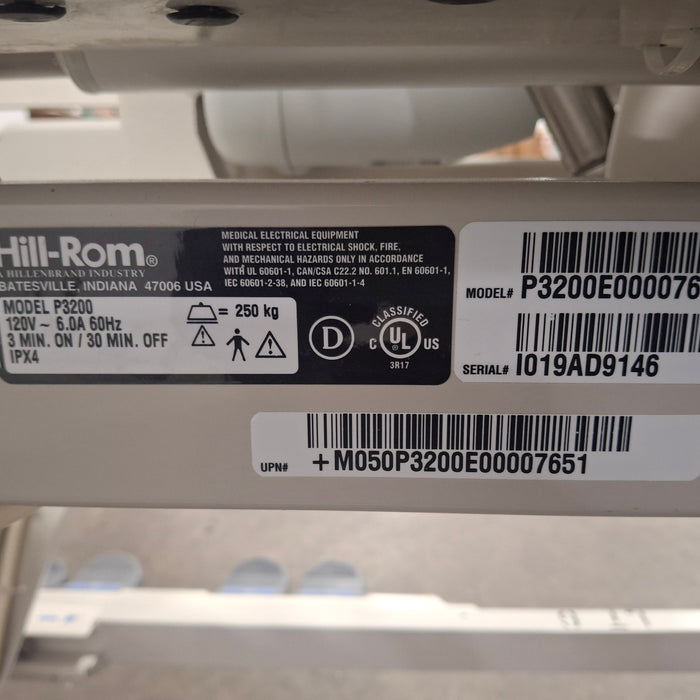 Hill-Rom®
A HILLENBRAND INDUSTRY
BATESVILLE, INDIANA 47006 USA
MEDICAL ELECTRICAL EQUIPMENT
WITH RESPECT TO ELECTRICAL SHOCK, FIRE,
AND MECHANICAL HAZARDS ONLY IN ACCORDANCE
WITH UL 60601-1, CAN/CSA C22.2 NO. 601.1, EN 60601-1,
IEC 60601-2-38, AND IEC 60601-1-4
MODEL P3200
120V ~ 6.0A 60Hz
3 MIN. ON / 30 MIN. OFF
IPX4
= 250 kg
D
CLASSIFIED
C UL US
3R17
MODEL# P3200E000076
SERIAL# I019AD9146
UPN# +M050P3200E00007651